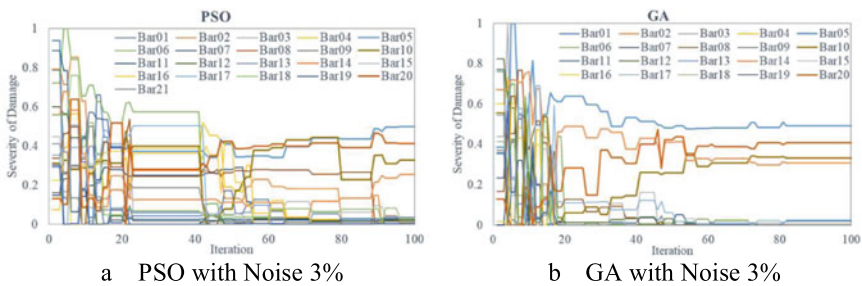 PSO
1
0.8
0.6
0.4
0.2
0
Severity of Damage
Bar01 Bar02 Bar03 Bar04 Bar05
Bar06 Bar07 Bar08 Bar09 Bar10
Bar11 Bar12 Bar13 Bar14 Bar15
Bar16 Bar17 Bar18 Bar19 Bar20
Bar21
0 20 40 60 80 100
Iteration
a PSO with Noise 3%
GA
1
0.8
0.6
0.4
0.2
0
Severity of Damage
Bar01 Bar02 Bar03 Bar04 Bar05
Bar06 Bar07 Bar08 Bar09 Bar10
Bar11 Bar12 Bar13 Bar14 Bar15
Bar16 Bar17 Bar18 Bar19 Bar20
0 20 40 60 80 100
Iteration
b GA with Noise 3%